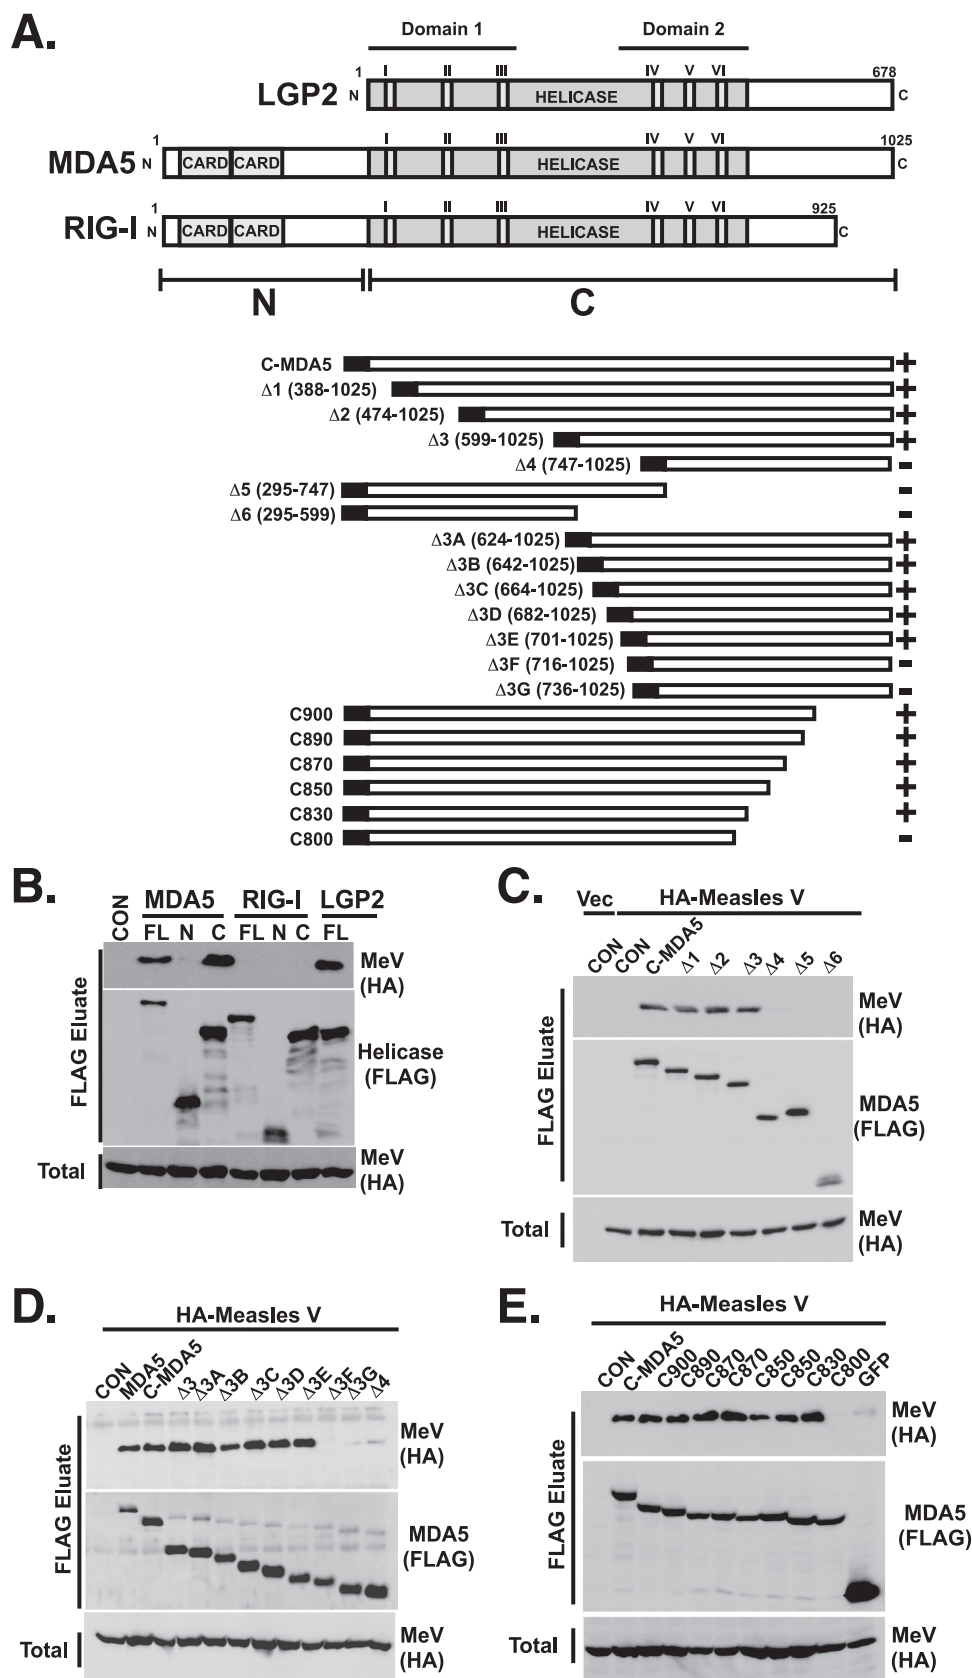 A.
Domain 1 Domain 2
1 I II III IV V VI 678
LGP2 N HELICASE C
1 I II III IV V VI 1025
MDA5 N CARD CARD HELICASE C
1 I II III IV V VI 925
RIG-I N CARD CARD HELICASE C
N C
C-MDA5 +
Δ1 (388-1025) +
Δ2 (474-1025) +
Δ3 (599-1025) +
Δ4 (747-1025) -
Δ5 (295-747) -
Δ6 (295-599) -
Δ3A (624-1025) +
Δ3B (642-1025) +
Δ3C (664-1025) +
Δ3D (682-1025) +
Δ3E (701-1025) +
Δ3F (716-1025) -
Δ3G (736-1025) -
C900 +
C890 +
C870 +
C850 +
C830 +
C800 -
B.
MDA5 RIG-I LGP2
CON FL N C FL N C FL
MeV
(HA)
FLAG Eluate
Helicase
(FLAG)
Total
MeV
(HA)
C.
Vec HA-Measles V
CON CON C-MDA5 Δ1 Δ2 Δ3 Δ4 Δ5 Δ6
MeV
(HA)
FLAG Eluate
MDA5
(FLAG)
Total
MeV
(HA)
D.
HA-Measles V
CON MDA5 C-MDA5 Δ3 Δ3A Δ3B Δ3C Δ3D Δ3E Δ3F Δ3G Δ4
MeV
(HA)
FLAG Eluate
MDA5
(FLAG)
Total
MeV
(HA)
E.
HA-Measles V
CON C-MDA5 C900 C890 C870 C870 C850 C850 C830 C800 GFP
MeV
(HA)
FLAG Eluate
MDA5
(FLAG)
Total
MeV
(HA)